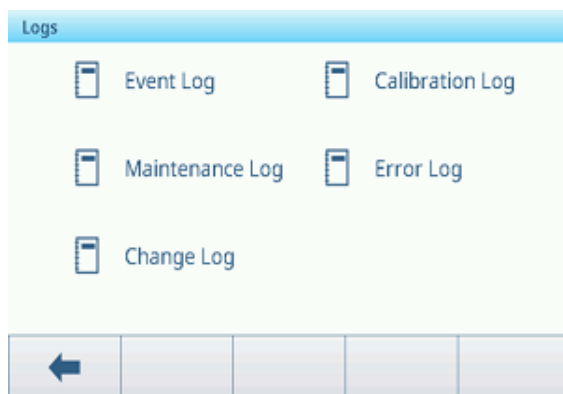 Logs
Event Log
Calibration Log
Maintenance Log
Error Log
Change Log